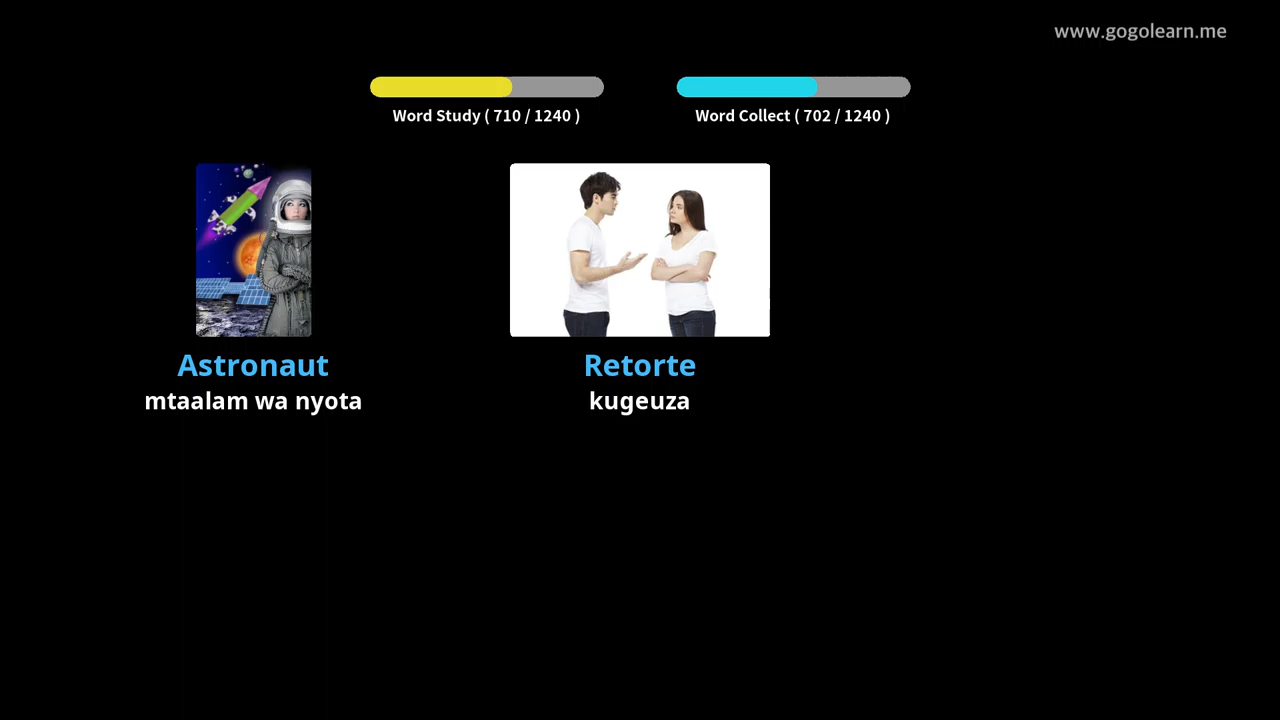 www.gogolearn.me
Word Study ( 710 / 1240 )
Word Collect ( 702 / 1240 )
Astronaut
mtaalam wa nyota
Retorte
kugeuza